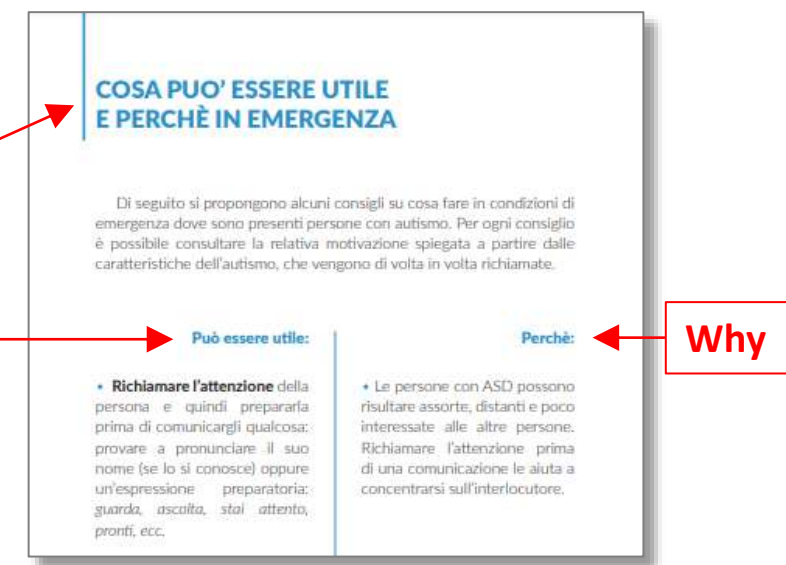 COSA PUO' ESSERE UTILE
E PERCHÈ IN EMERGENZA
Di seguito si propongono alcuni consigli su cosa fare in condizioni di
emergenza dove sono presenti persone con autismo. Per ogni consiglio
è possibile consultare la relativa motivazione spiegata a partire dalle
caratteristiche dell'autismo, che vengono di volta in volta richiamate.
Può essere utile:
• Richiamare l'attenzione della
persona e quindi prepararla
prima di comunicargli qualcosa:
provare a pronunciare il suo
nome (se lo si conosce) oppure
un'espressione preparatoria:
guarda, ascolta, stai attento,
pronti, ecc.
Perchè:
• Le persone con ASD possono
risultare assorte, distanti e poco
interessate alle altre persone.
Richiamare l'attenzione prima
di una comunicazione le aiuta a
concentrarsi sull'interlocutore.
Why